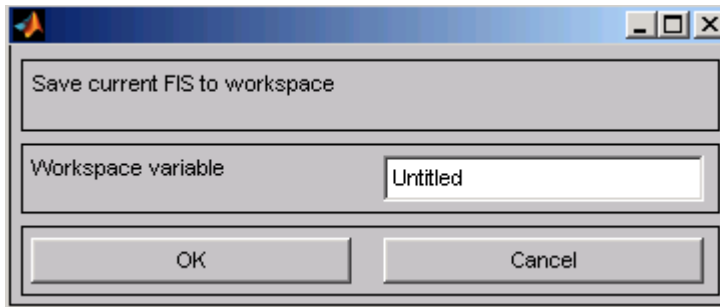 Save current FIS to workspace
Workspace variable Untitled
OK Cancel